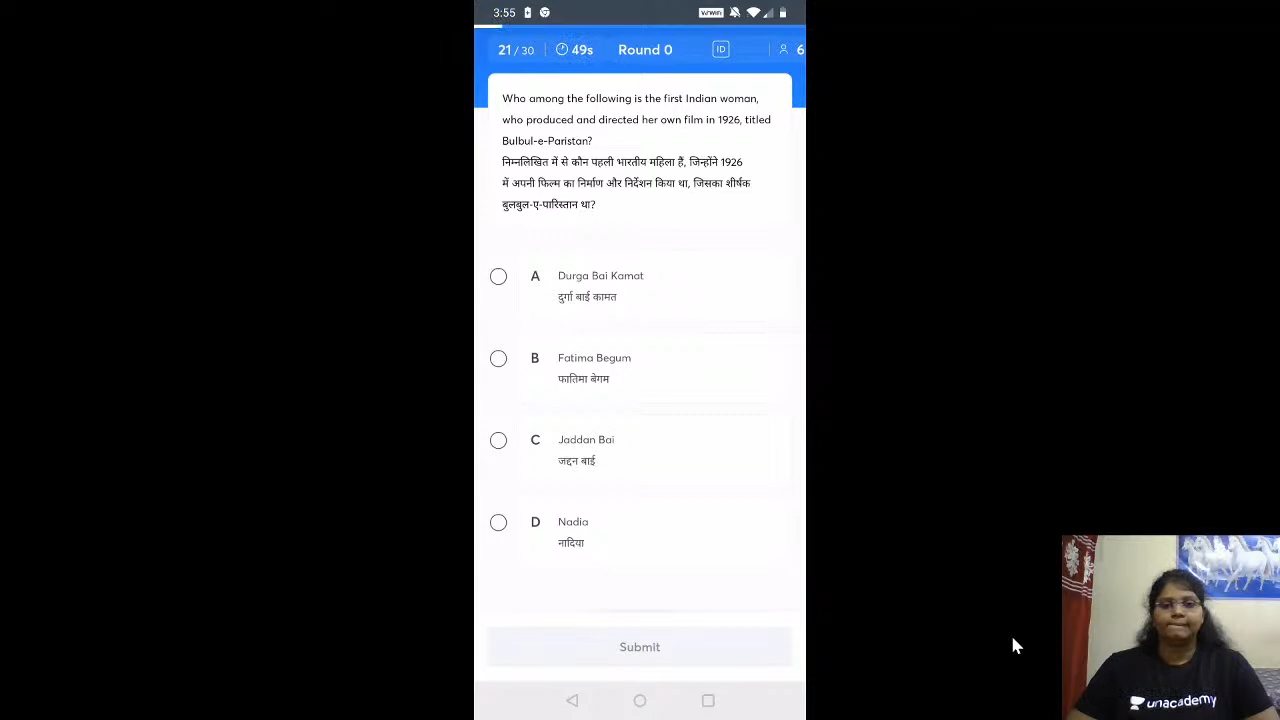 3:55
21 / 30
49s
Round 0
ID
6
Who among the following is the first Indian woman,
who produced and directed her own film in 1926, titled
Bulbul-e-Paristan?
निम्नलिखित में से कौन पहली भारतीय महिला हैं, जिन्होंने 1926
में अपनी फिल्म का निर्माण और निर्देशन किया था, जिसका शीर्षक
बुलबुल-ए-पारिस्तान था?
A Durga Bai Kamat
दुर्गा बाई कामत
B Fatima Begum
फातिमा बेगम
C Jaddan Bai
जद्दन बाई
D Nadia
नादिया
Submit
unacademy